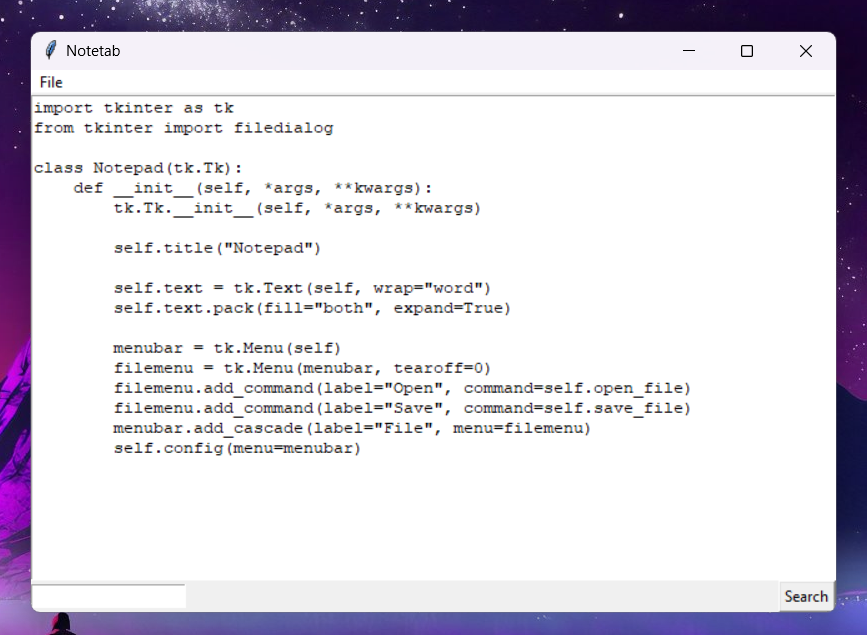 Notetab
File
import tkinter as tk
from tkinter import filedialog

class Notepad(tk.Tk):
    def __init__(self, *args, **kwargs):
        tk.Tk.__init__(self, *args, **kwargs)

        self.title("Notepad")

        self.text = tk.Text(self, wrap="word")
        self.text.pack(fill="both", expand=True)

        menubar = tk.Menu(self)
        filemenu = tk.Menu(menubar, tearoff=0)
        filemenu.add_command(label="Open", command=self.open_file)
        filemenu.add_command(label="Save", command=self.save_file)
        menubar.add_cascade(label="File", menu=filemenu)
        self.config(menu=menubar)
Search